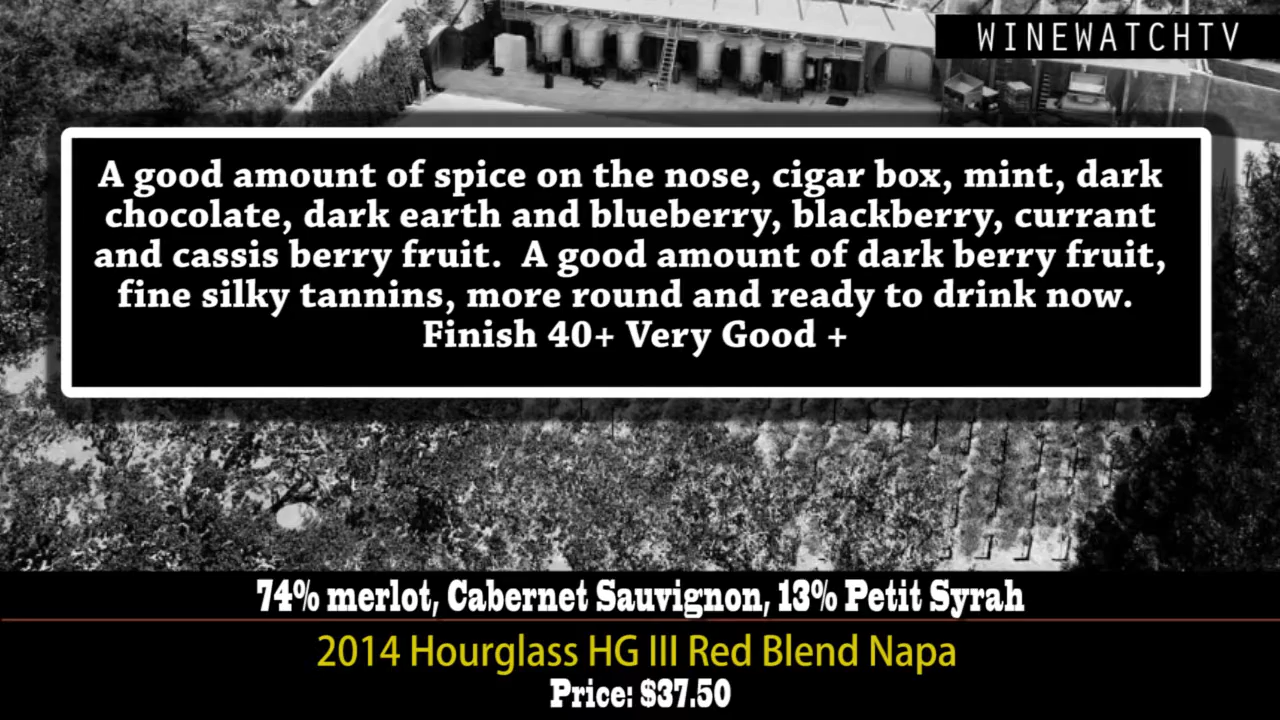 WINEWATCHTV
A good amount of spice on the nose, cigar box, mint, dark
chocolate, dark earth and blueberry, blackberry, currant
and cassis berry fruit.  A good amount of dark berry fruit,
fine silky tannins, more round and ready to drink now.
Finish 40+ Very Good +
74% merlot, Cabernet Sauvignon, 13% Petit Syrah
2014 Hourglass HG III Red Blend Napa
Price: $37.50